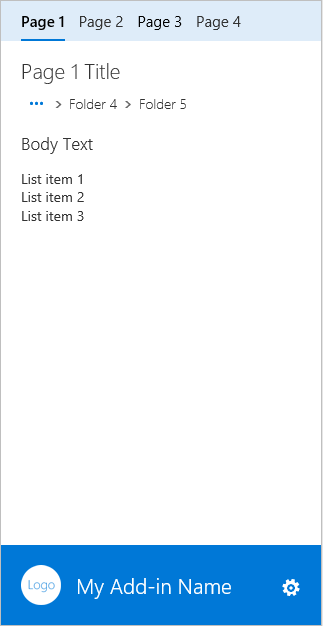 Page 1 Page 2 Page 3 Page 4
Page 1 Title
••• > Folder 4 > Folder 5
Body Text
List item 1
List item 2
List item 3
Logo My Add-in Name